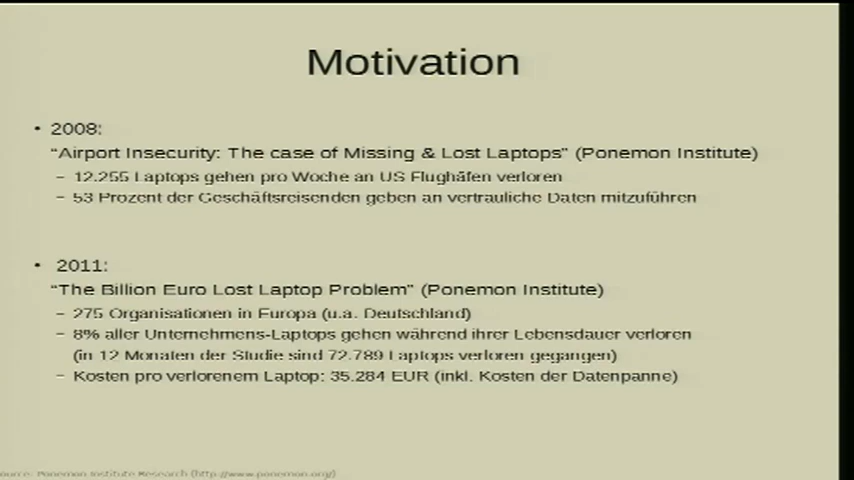 Motivation
• 2008:
“Airport Insecurity: The case of Missing & Lost Laptops” (Ponemon Institute)
– 12.255 Laptops gehen pro Woche an US Flughäfen verloren
– 53 Prozent der Geschäftsreisenden geben an vertrauliche Daten mitzuführen
• 2011:
“The Billion Euro Lost Laptop Problem” (Ponemon Institute)
– 275 Organisationen in Europa (u.a. Deutschland)
– 8% aller Unternehmens-Laptops gehen während ihrer Lebensdauer verloren
(in 12 Monaten der Studie sind 72.789 Laptops verloren gegangen)
– Kosten pro verlorenem Laptop: 35.284 EUR (inkl. Kosten der Datenpanne)
ource: Ponemon Institute Research (http://www.ponemon.org/)